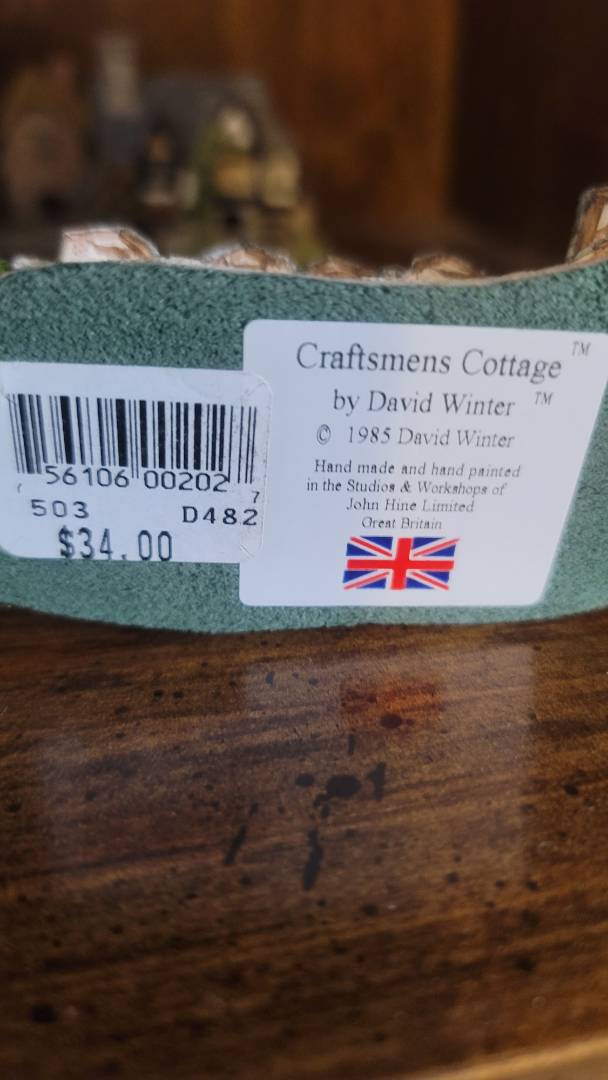 56106 00202 7
503 D482
$34.00
Craftsmens Cottage ™
by David Winter ™
© 1985 David Winter
Hand made and hand painted
in the Studios & Workshops of
John Hine Limited
Great Britain